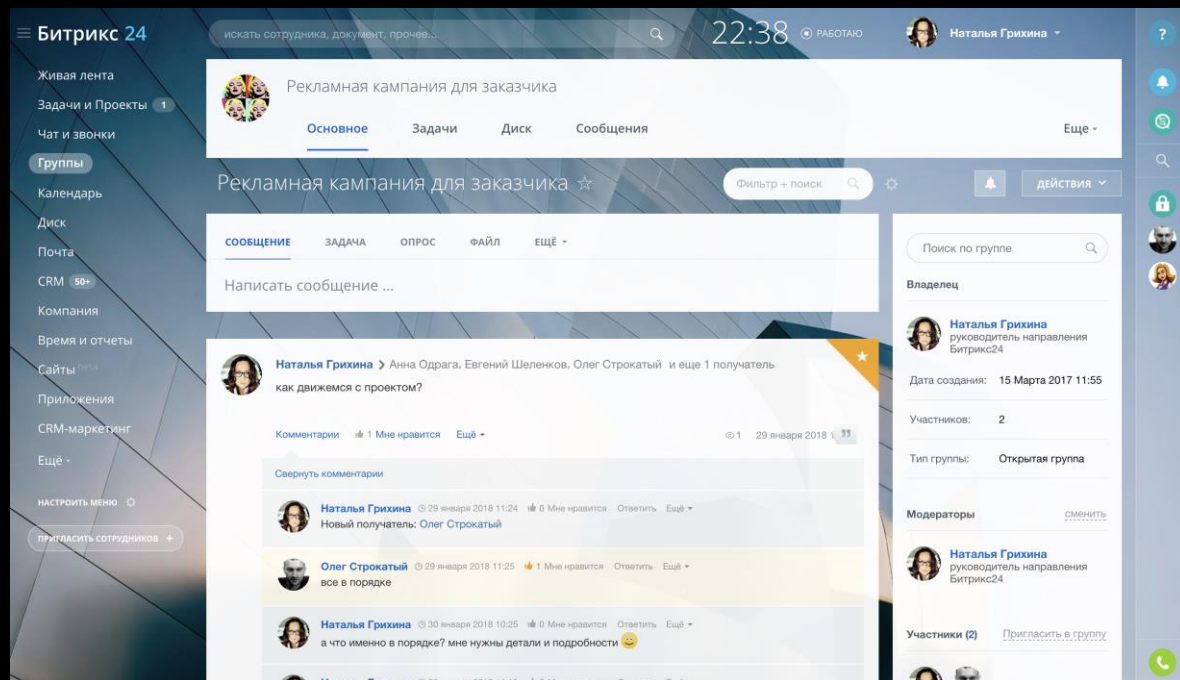 Битрикс 24
искать сотрудника, документ, прочее...
22:38
РАБОТАЮ
Наталья Грихина
?
Живая лента
Задачи и Проекты 1
Чат и звонки
Группы
Календарь
Диск
Почта
CRM 50+
Компания
Время и отчеты
Сайты beta
Приложения
CRM-маркетинг
Ещё -
НАСТРОИТЬ МЕНЮ
ПРИГЛАСИТЬ СОТРУДНИКОВ +
Рекламная кампания для заказчика
Основное Задачи Диск Сообщения Еще -
Рекламная кампания для заказчика
Фильтр + поиск
ДЕЙСТВИЯ
СООБЩЕНИЕ ЗАДАЧА ОПРОС ФАЙЛ ЕЩЁ
Написать сообщение ...
Наталья Грихина > Анна Одрага, Евгений Шеленков, Олег Строкатый и еще 1 получатель
как движемся с проектом?
Комментарии 1 Мне нравится Ещё 1 29 января 2018
Свернуть комментарии
Наталья Грихина 29 января 2018 11:24 0 Мне нравится Ответить Ещё
Новый получатель: Олег Строкатый
Олег Строкатый 29 января 2018 11:25 1 Мне нравится Ответить Ещё
все в порядке
Наталья Грихина 30 января 2018 10:25 0 Мне нравится Ответить Ещё
а что именно в порядке? мне нужны детали и подробности
Поиск по группе
Владелец
Наталья Грихина
руководитель направления
Битрикс24
Дата создания: 15 Марта 2017 11:55
Участников: 2
Тип группы: Открытая группа
Модераторы сменить
Наталья Грихина
руководитель направления
Битрикс24
Участники (2) Пригласить в группу